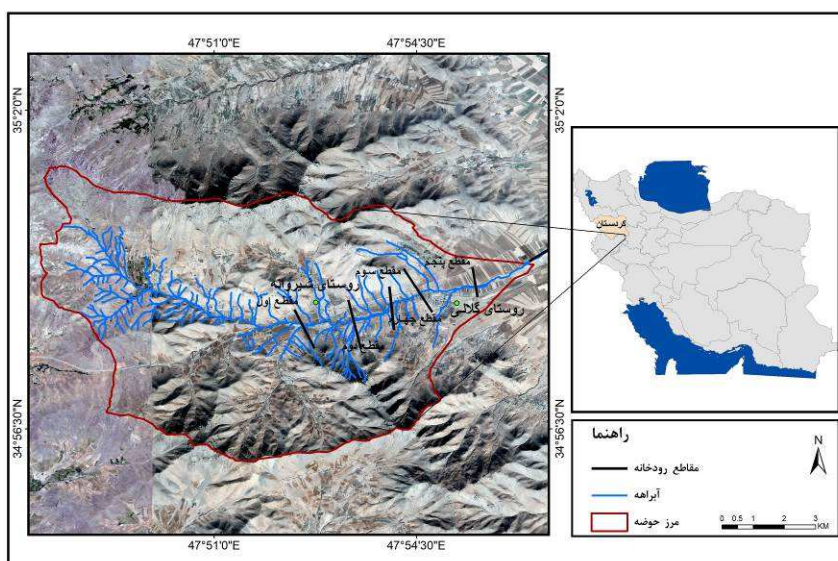 47°51'0"E
47°54'30"E
35°2'0"N
34°56'30"N
روستای شیروانه
مقطع اول
مقطع دوم
مقطع سوم
مقطع چهارم
مقطع پنجم
روستای گلالی
47°51'0"E
47°54'30"E
35°2'0"N
34°56'30"N
کردستان
راهنما
مقاطع رودخانه
آبراهه
مرز حوضه
N
0 0.5 1 2 3
KM